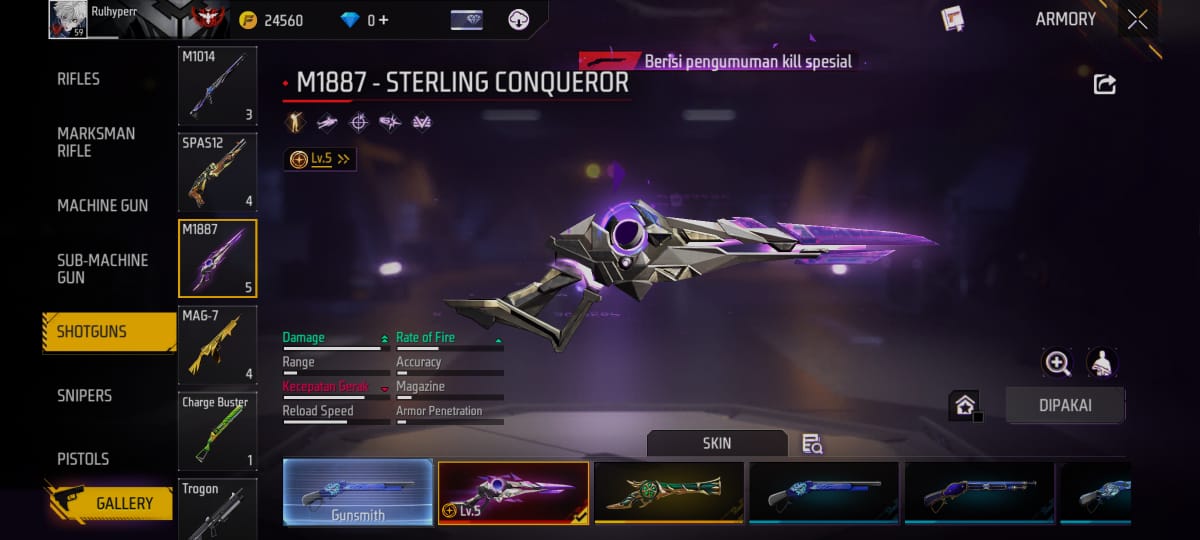 Rulhyperr
59
24560
0 +
ARMORY
RIFLES
MARKSMAN
RIFLE
MACHINE GUN
SUB-MACHINE
GUN
SHOTGUNS
SNIPERS
PISTOLS
GALLERY
M1014
3
SPAS12
4
M1887
5
MAG-7
4
Charge Buster
1
Trogon
Berisi pengumuman kill spesial
M1887 - STERLING CONQUEROR
Lv.5
Damage
Rate of Fire
Range
Accuracy
Kecepatan Gerak
Magazine
Reload Speed
Armor Penetration
DIPAKAI
SKIN
Gunsmith
Lv.5